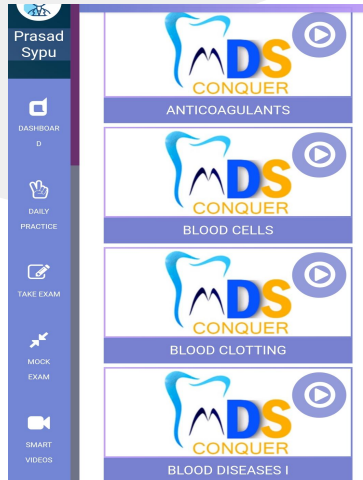 Prasad
Sypu
DASHBOAR
D
DAILY
PRACTICE
TAKE EXAM
MOCK
EXAM
SMART
VIDEOS
MDS
CONQUER
ANTICOAGULANTS
MDS
CONQUER
BLOOD CELLS
MDS
CONQUER
BLOOD CLOTTING
MDS
CONQUER
BLOOD DISEASES I